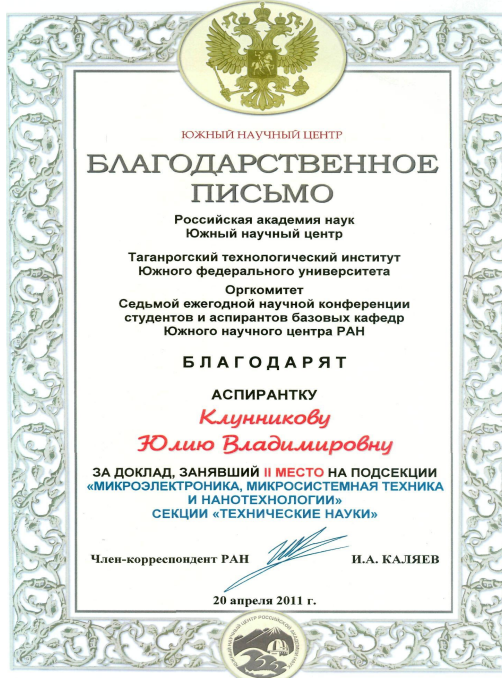 ЮЖНЫЙ НАУЧНЫЙ ЦЕНТР
БЛАГОДАРСТВЕННОЕ
ПИСЬМО
Российская академия наук
Южный научный центр
Таганрогский технологический институт
Южного федерального университета
Оргкомитет
Седьмой ежегодной научной конференции
студентов и аспирантов базовых кафедр
Южного научного центра РАН
БЛАГОДАРЯТ
АСПИРАНТКУ
Клунникову
Юлию Владимировну
ЗА ДОКЛАД, ЗАНЯВШИЙ II МЕСТО НА ПОДСЕКЦИИ
«МИКРОЭЛЕКТРОНИКА, МИКРОСИСТЕМНАЯ ТЕХНИКА
И НАНОТЕХНОЛОГИИ»
СЕКЦИИ «ТЕХНИЧЕСКИЕ НАУКИ»
Член-корреспондент РАН И.А. КАЛЯЕВ
20 апреля 2011 г.